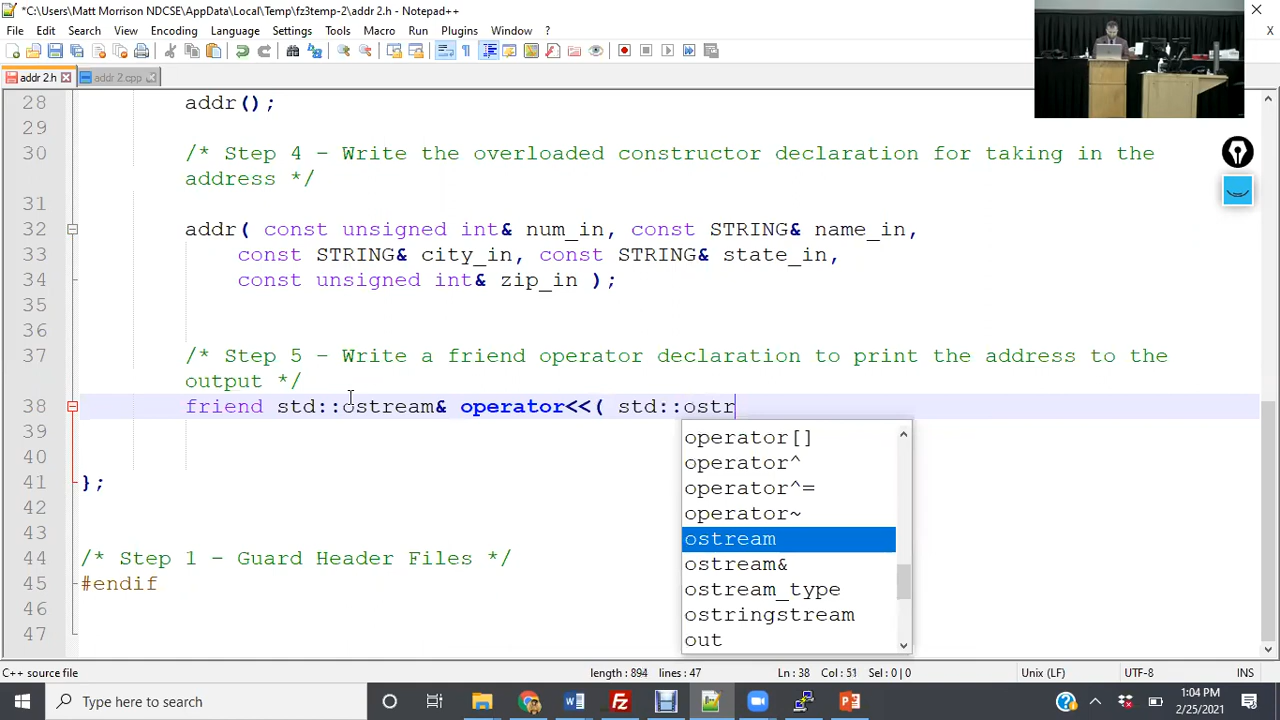 *C:\Users\Matt Morrison NDCSE\AppData\Local\Temp\fz3temp-2\addr 2.h - Notepad++
File Edit Search View Encoding Language Settings Tools Macro Run Plugins Window ?
X
addr 2.h addr 2.cpp
28 addr();
29
30 /* Step 4 - Write the overloaded constructor declaration for taking in the
address */
31
32 addr( const unsigned int& num_in, const STRING& name_in,
33 const STRING& city_in, const STRING& state_in,
34 const unsigned int& zip_in );
35
36
37 /* Step 5 - Write a friend operator declaration to print the address to the
output */
38 friend std::ostream& operator<<( std::ostr
39
40
41 };
42
43
44 /* Step 1 - Guard Header Files */
45 #endif
46
47
operator[]
operator^
operator^=
operator~
ostream
ostream&
ostream_type
ostringstream
out
C++ source file length : 894 lines : 47 Ln : 38 Col : 51 Sel : 0 | 0 Unix (LF) UTF-8 INS
Type here to search
1:04 PM
2/25/2021